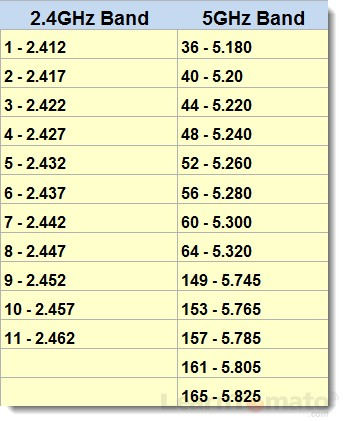 2.4GHz Band 5GHz Band
1 - 2.412 36 - 5.180
2 - 2.417 40 - 5.20
3 - 2.422 44 - 5.220
4 - 2.427 48 - 5.240
5 - 2.432 52 - 5.260
6 - 2.437 56 - 5.280
7 - 2.442 60 - 5.300
8 - 2.447 64 - 5.320
9 - 2.452 149 - 5.745
10 - 2.457 153 - 5.765
11 - 2.462 157 - 5.785
161 - 5.805
165 - 5.825
LearnTomato
.com